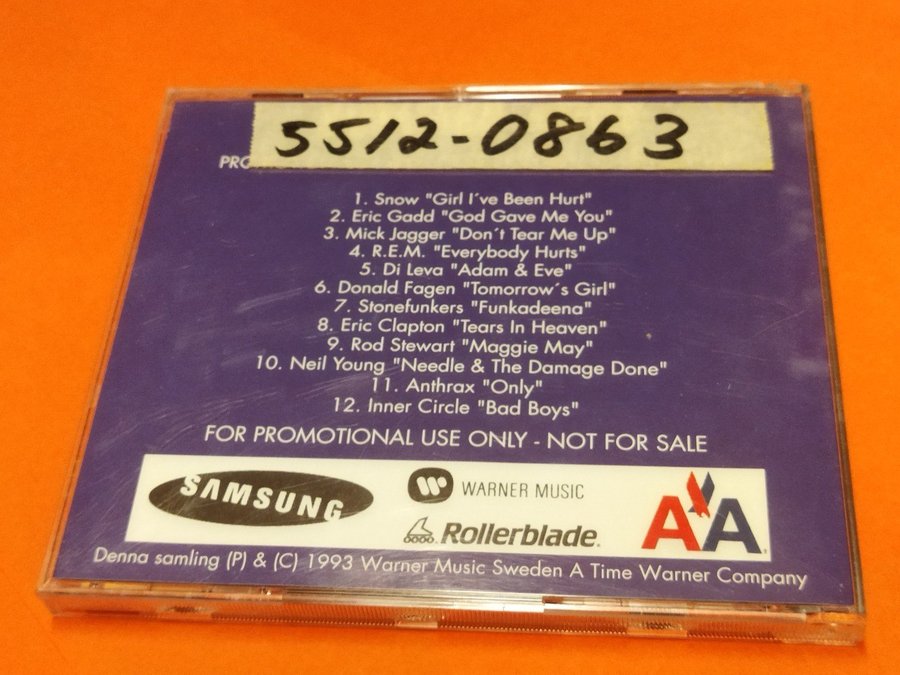 5512-0863
1. Snow "Girl I´ve Been Hurt"
2. Eric Gadd "God Gave Me You"
3. Mick Jagger "Don´t Tear Me Up"
4. R.E.M. "Everybody Hurts"
5. Di Leva "Adam & Eve"
6. Donald Fagen "Tomorrow´s Girl"
7. Stonefunkers "Funkadeena"
8. Eric Clapton "Tears In Heaven"
9. Rod Stewart "Maggie May"
10. Neil Young "Needle & The Damage Done"
11. Anthrax "Only"
12. Inner Circle "Bad Boys"
FOR PROMOTIONAL USE ONLY - NOT FOR SALE
SAMSUNG
WARNER MUSIC
Rollerblade.
AA
Denna samling (P) & (C) 1993 Warner Music Sweden A Time Warner Company